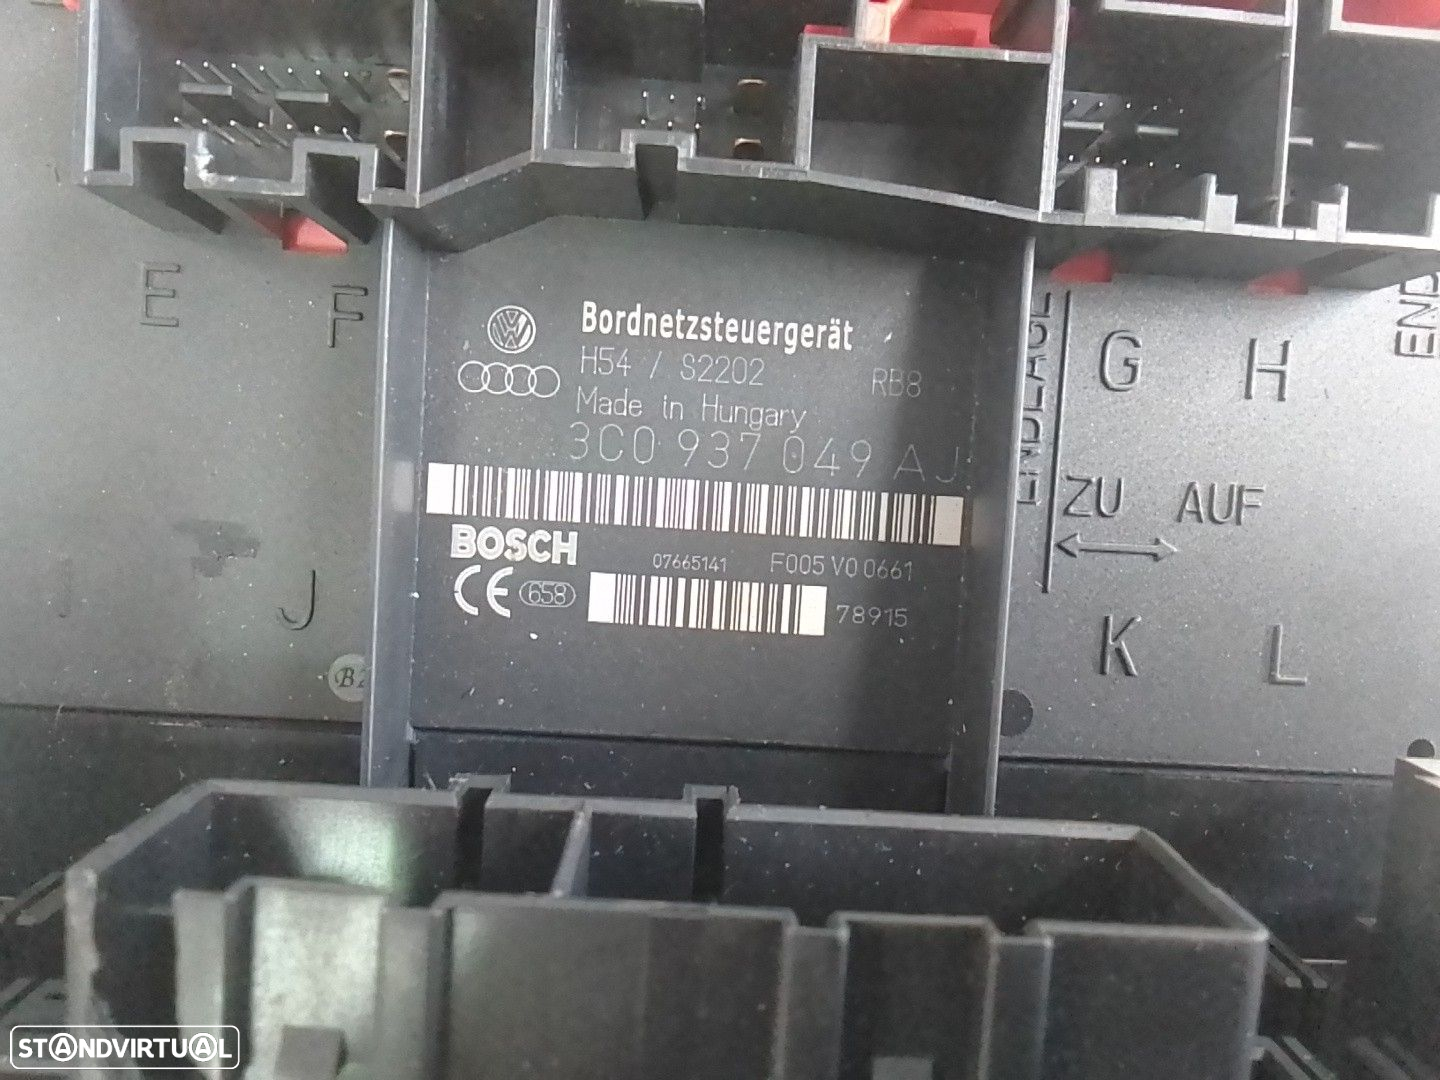 E F
Bordnetzsteuergerät
H54 / S2202 RB8
Made in Hungary
3C0 937 049 AJ
BOSCH
07665141 F005 V0 0661
CE 658
78915
J
ENDLAGE
G H
ZU AUF
K L
STANDVIRTUAL